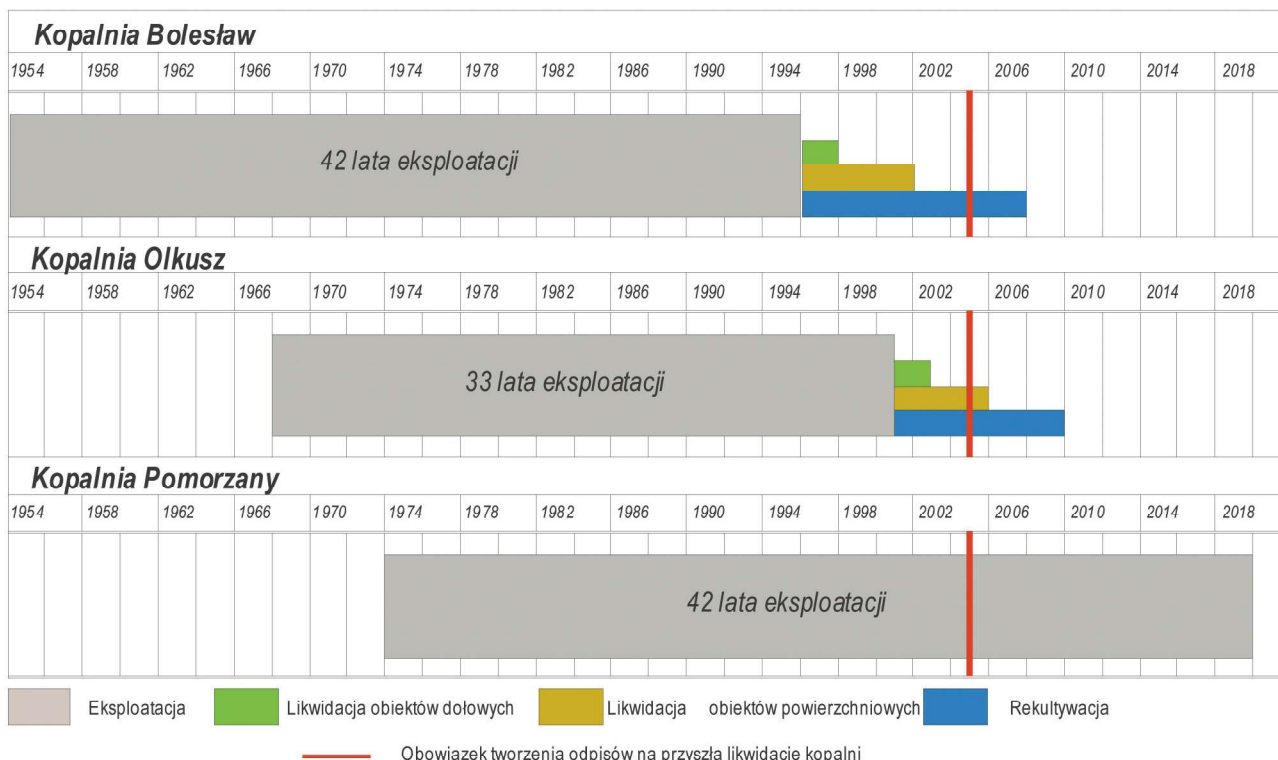 Kopalnia Bolesław
1954 1958 1962 1966 1970 1974 1978 1982 1986 1990 1994 1998 2002 2006 2010 2014 2018
42 lata eksploatacji
Kopalnia Olkusz
1954 1958 1962 1966 1970 1974 1978 1982 1986 1990 1994 1998 2002 2006 2010 2014 2018
33 lata eksploatacji
Kopalnia Pomorzany
1954 1958 1962 1966 1970 1974 1978 1982 1986 1990 1994 1998 2002 2006 2010 2014 2018
42 lata eksploatacji
Eksploatacja Likwidacja obiektów dołowych Likwidacja obiektów powierzchniowych Rekultywacja
Obowiazek tworzenia odpisów na przyszła likwidacie kopalni